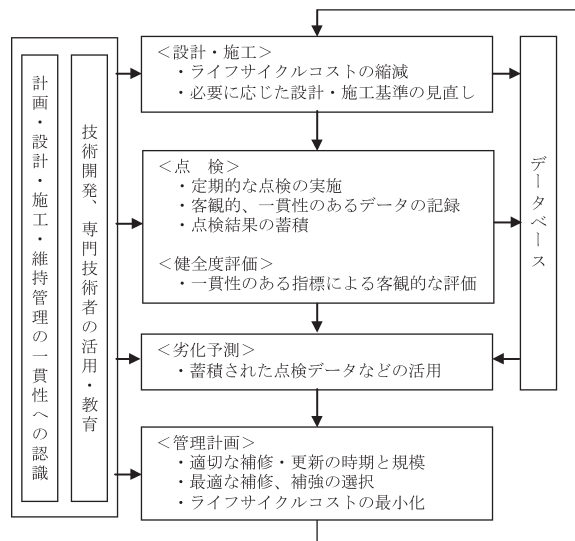 計画・設計・施工・維持管理の一貫性への認識
技術開発、専門技術者の活用・教育
＜設計・施工＞
・ライフサイクルコストの縮減
・必要に応じた設計・施工基準の見直し
＜点　検＞
・定期的な点検の実施
・客観的、一貫性のあるデータの記録
・点検結果の蓄積
＜健全度評価＞
・一貫性のある指標による客観的な評価
＜劣化予測＞
・蓄積された点検データなどの活用
＜管理計画＞
・適切な補修・更新の時期と規模
・最適な補修、補強の選択
・ライフサイクルコストの最小化
データベース